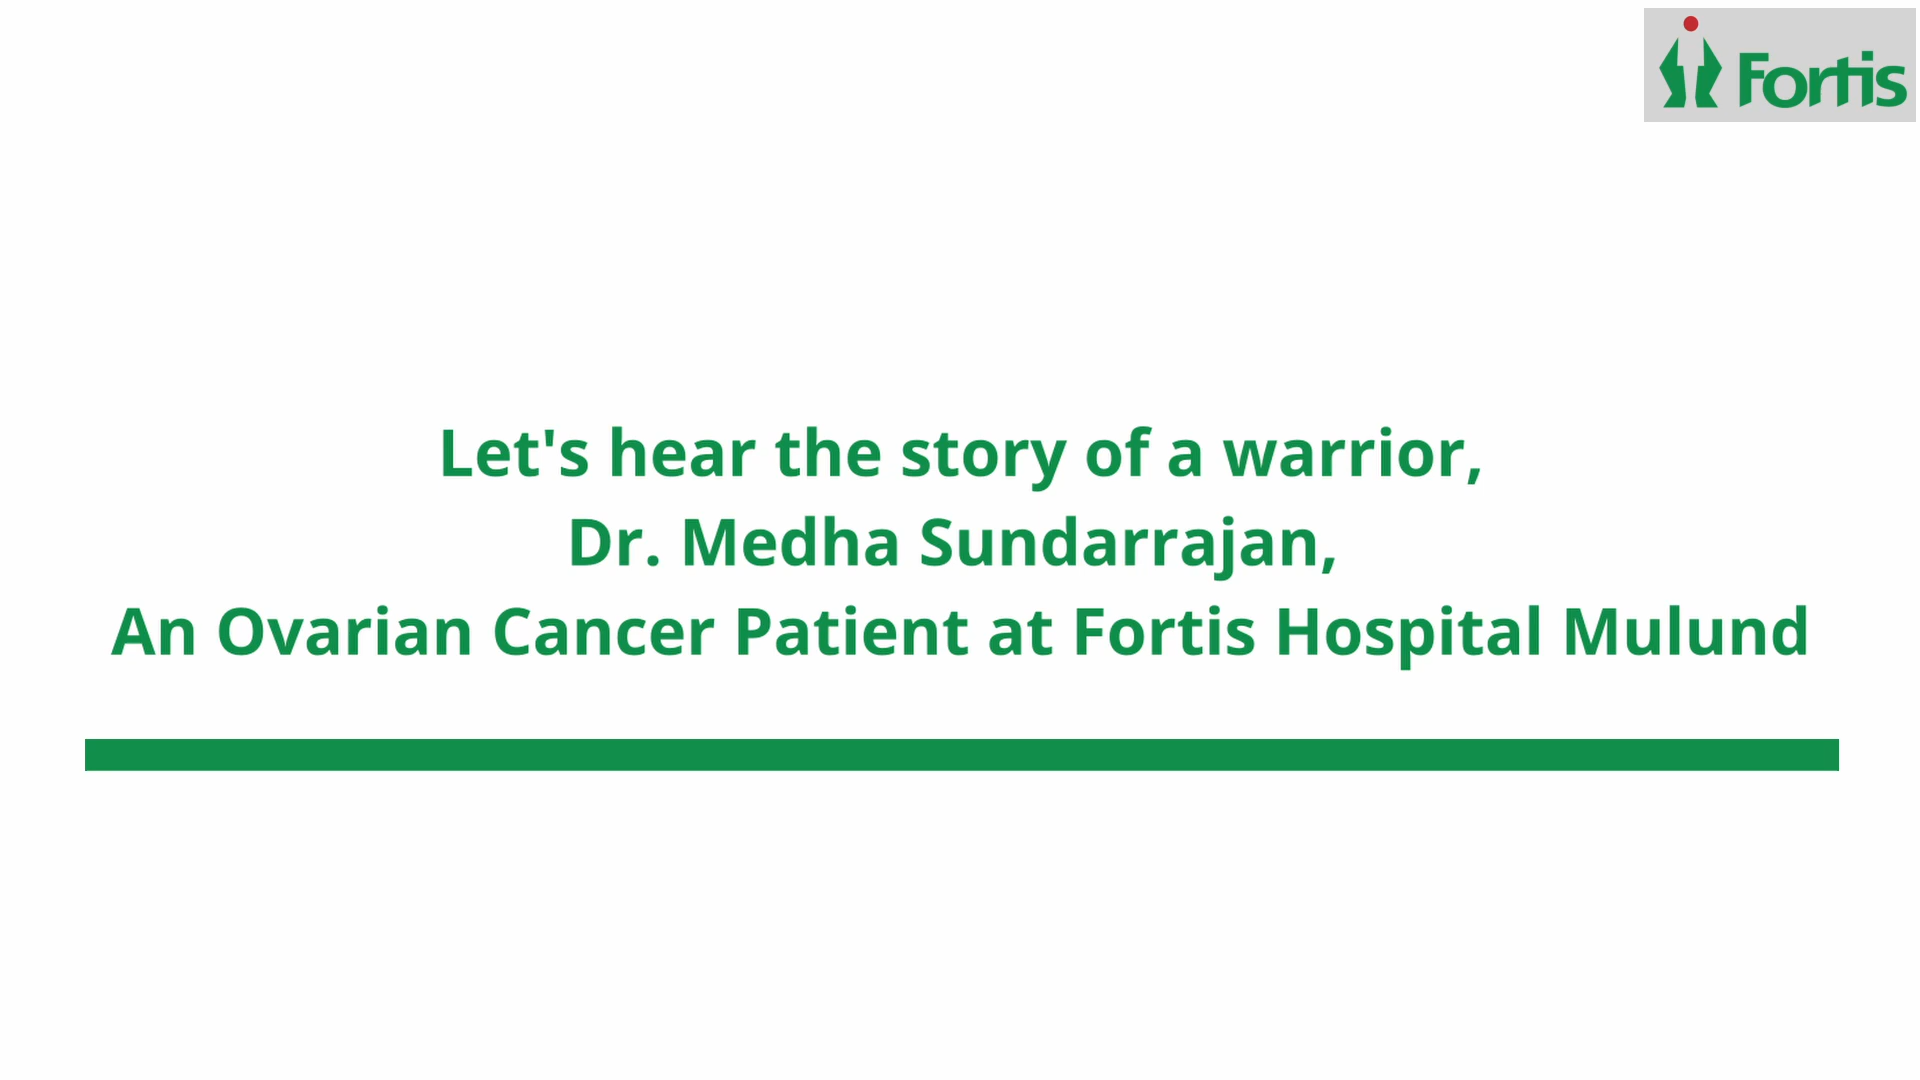 Fortis
Let's hear the story of a warrior,
Dr. Medha Sundarrajan,
An Ovarian Cancer Patient at Fortis Hospital Mulund